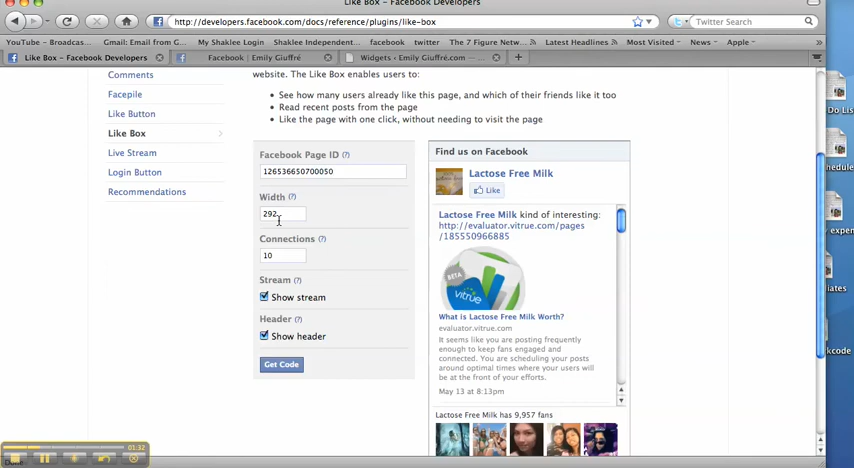 Like Box - Facebook Developers
http://developers.facebook.com/docs/reference/plugins/like-box
Twitter Search
YouTube - Broadcas... Gmail: Email from G... My Shaklee Login Shaklee Independent... facebook twitter The 7 Figure Netw... Latest Headlines Most Visited News Apple »
Like Box - Facebook Developers
Facebook | Emily Giuffré
Widgets ‹ Emily Giuffré.com —...
Comments
Facepile
Like Button
Like Box
Live Stream
Login Button
Recommendations
website. The Like Box enables users to:
• See how many users already like this page, and which of their friends like it too
• Read recent posts from the page
• Like the page with one click, without needing to visit the page
Facebook Page ID (?)
126536650700050
Width (?)
292
Connections (?)
10
Stream (?)
Show stream
Header (?)
Show header
Get Code
Find us on Facebook
Lactose Free Milk
Like
Lactose Free Milk kind of interesting:
http://evaluator.vitrue.com/pages
/185550966885
BETA
vitrue
What is Lactose Free Milk Worth?
evaluator.vitrue.com
It seems like you are posting frequently
enough to keep fans engaged and
connected. You are scheduling your posts
around optimal times where your users
will be at the front of your efforts.
May 13 at 8:13pm
Lactose Free Milk has 9,957 fans
Do List
hedule
y expen
iliates
kcode
01:32
Done